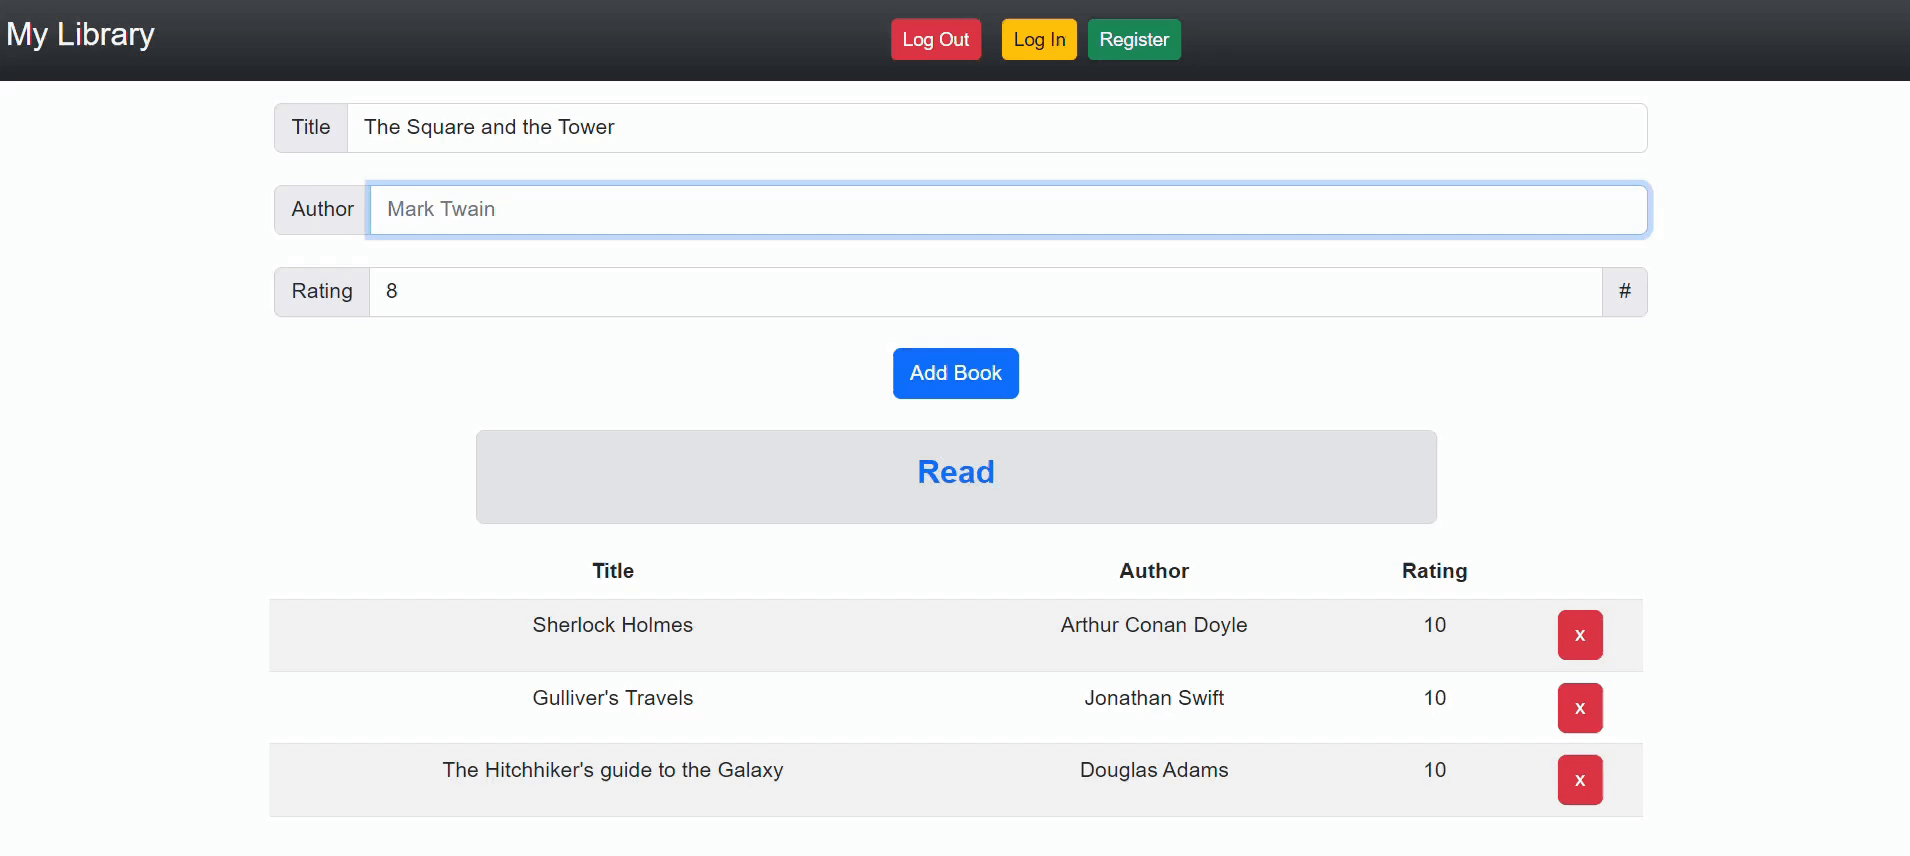 My Library
Log Out Log In Register
Title The Square and the Tower
Author Mark Twain
Rating 8 #
Add Book
Read
Title Author Rating
Sherlock Holmes Arthur Conan Doyle 10 x
Gulliver's Travels Jonathan Swift 10 x
The Hitchhiker's guide to the Galaxy Douglas Adams 10 x